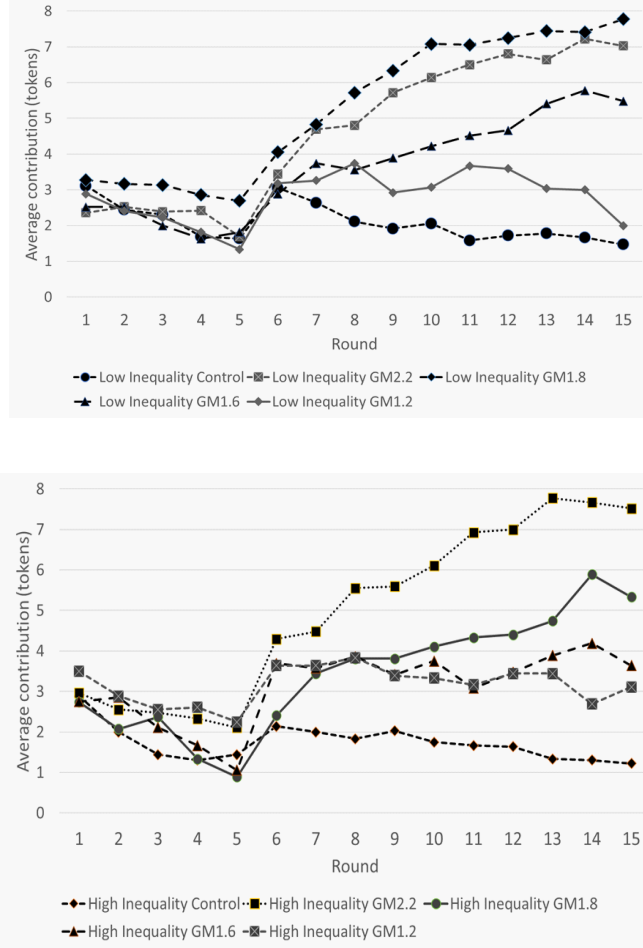 8
7
6
5
4
3
2
1
0
Average contribution (tokens)
1 2 3 4 5 6 7 8 9 10 11 12 13 14 15
Round
Low Inequality Control Low Inequality GM2.2 Low Inequality GM1.8
Low Inequality GM1.6 Low Inequality GM1.2
8
7
6
5
4
3
2
1
0
Average contribution (tokens)
1 2 3 4 5 6 7 8 9 10 11 12 13 14 15
Round
High Inequality Control High Inequality GM2.2 High Inequality GM1.8
High Inequality GM1.6 High Inequality GM1.2